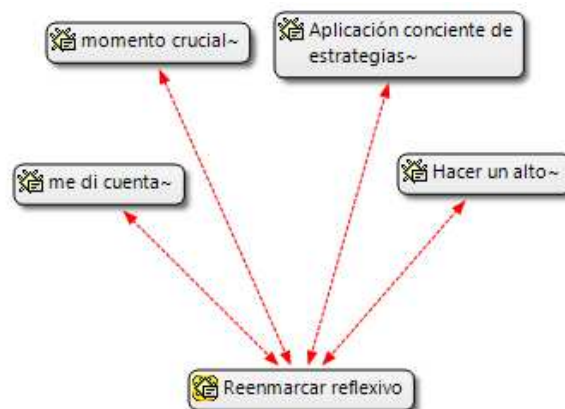 momento crucial~
Aplicación conciente de
estrategias~
me di cuenta~
Hacer un alto~
Reenmarcar reflexivo